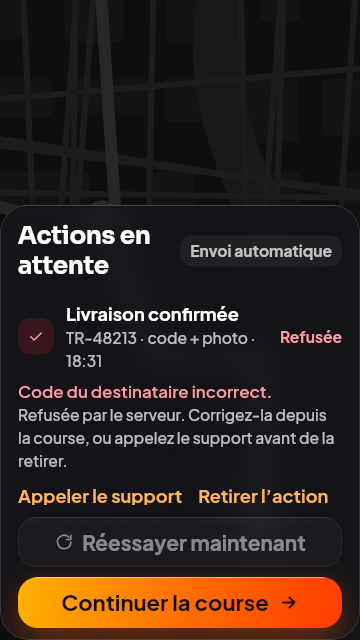 Actions en
attente
Envoi automatique
Livraison confirmée
TR-48213 · code + photo ·
18:31
Refusée
Code du destinataire incorrect.
Refusée par le serveur. Corrigez-la depuis
la course, ou appelez le support avant de la
retirer.
Appeler le support Retirer l’action
Réessayer maintenant
Continuer la course →